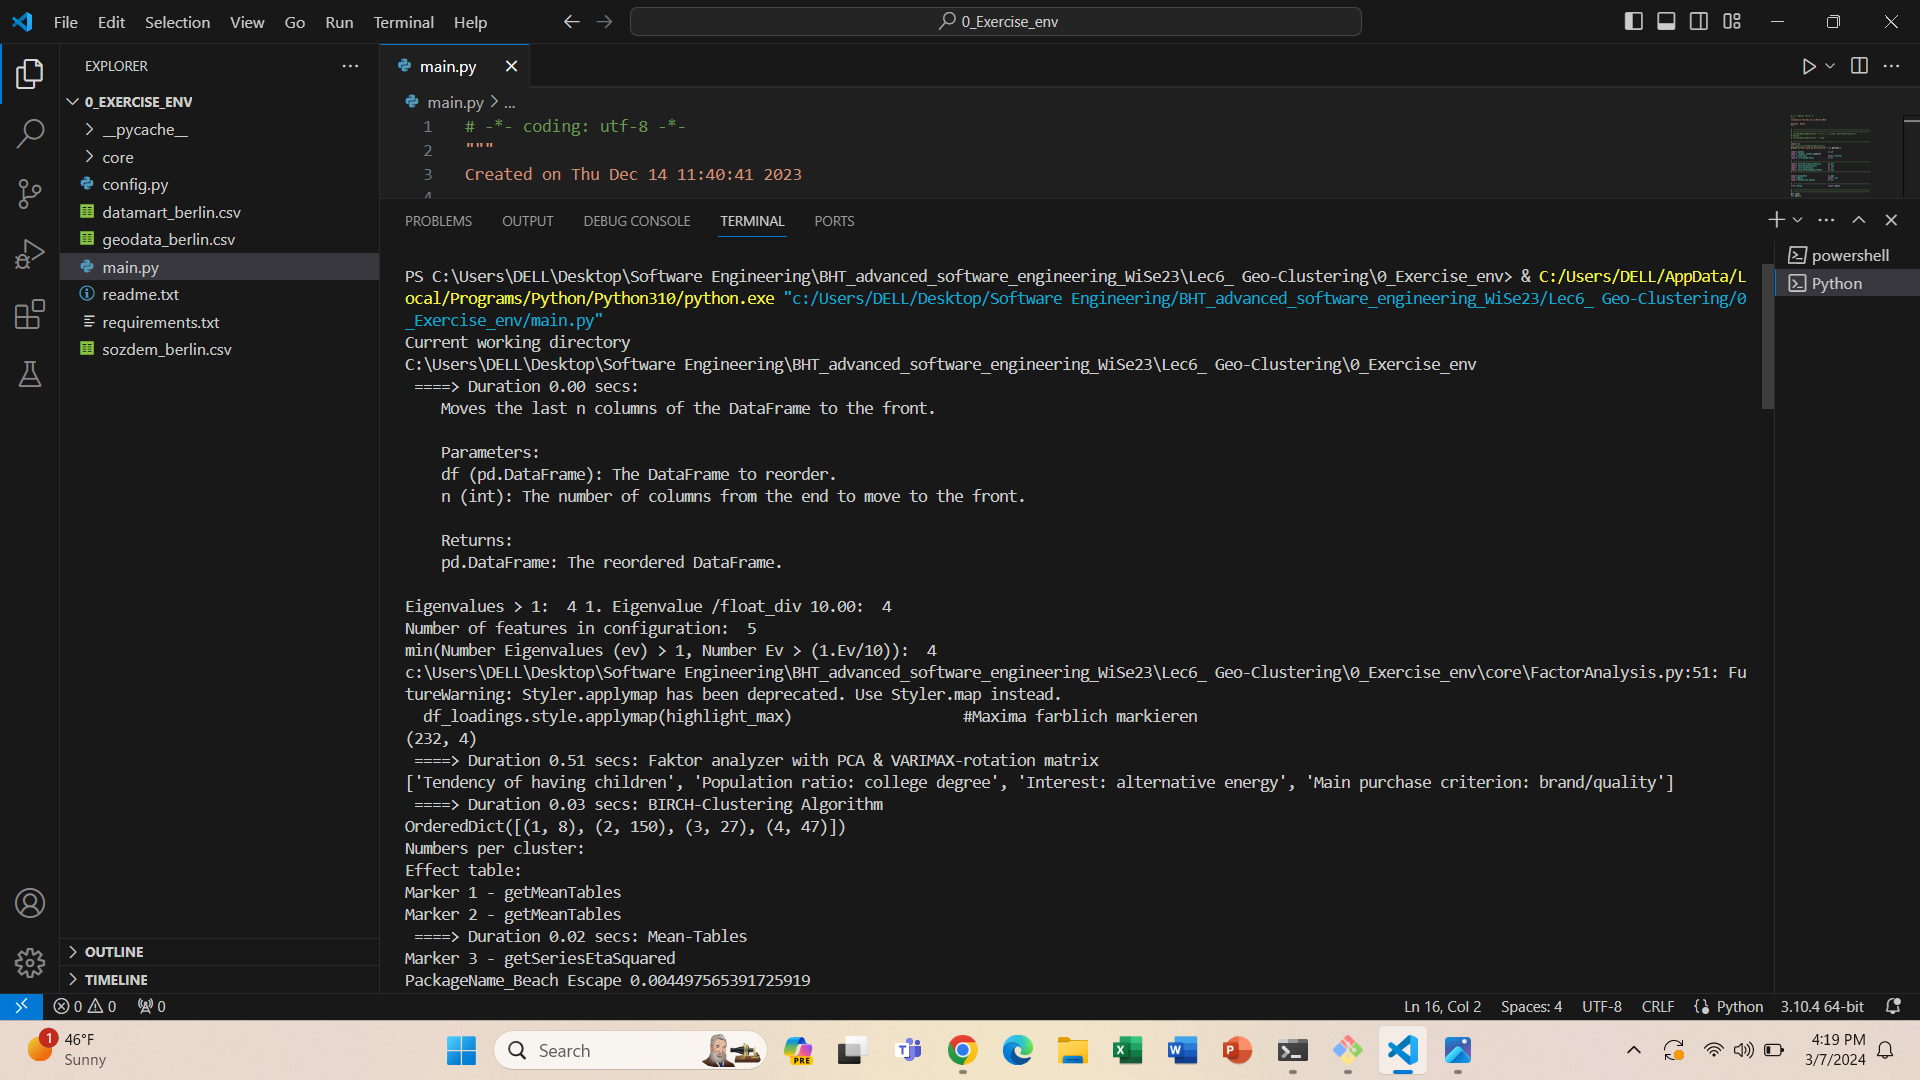 File Edit Selection View Go Run Terminal Help
0_Exercise_env
EXPLORER
0_EXERCISE_ENV
__pycache__
core
config.py
datamart_berlin.csv
geodata_berlin.csv
main.py
readme.txt
requirements.txt
sozdem_berlin.csv
OUTLINE
TIMELINE
main.py
main.py > ...
1 # -*- coding: utf-8 -*-
2 """
3 Created on Thu Dec 14 11:40:41 2023
4
PROBLEMS OUTPUT DEBUG CONSOLE TERMINAL PORTS
powershell
Python
PS C:\Users\DELL\Desktop\Software Engineering\BHT_advanced_software_engineering_WiSe23\Lec6_ Geo-Clustering\0_Exercise_env> & C:/Users/DELL/AppData/L
ocal/Programs/Python/Python310/python.exe "c:/Users/DELL/Desktop/Software Engineering/BHT_advanced_software_engineering_WiSe23/Lec6_ Geo-Clustering/0
_Exercise_env/main.py"
Current working directory
C:\Users\DELL\Desktop\Software Engineering\BHT_advanced_software_engineering_WiSe23\Lec6_ Geo-Clustering\0_Exercise_env
====> Duration 0.00 secs:
Moves the last n columns of the DataFrame to the front.
Parameters:
df (pd.DataFrame): The DataFrame to reorder.
n (int): The number of columns from the end to move to the front.
Returns:
pd.DataFrame: The reordered DataFrame.
Eigenvalues > 1:  4 1. Eigenvalue /float_div 10.00:  4
Number of features in configuration:  5
min(Number Eigenvalues (ev) > 1, Number Ev > (1.Ev/10)):  4
c:\Users\DELL\Desktop\Software Engineering\BHT_advanced_software_engineering_WiSe23\Lec6_ Geo-Clustering\0_Exercise_env\core\FactorAnalysis.py:51: Fu
tureWarning: Styler.applymap has been deprecated. Use Styler.map instead.
df_loadings.style.applymap(highlight_max)                   #Maxima farblich markieren
(232, 4)
====> Duration 0.51 secs: Faktor analyzer with PCA & VARIMAX-rotation matrix
['Tendency of having children', 'Population ratio: college degree', 'Interest: alternative energy', 'Main purchase criterion: brand/quality']
====> Duration 0.03 secs: BIRCH-Clustering Algorithm
OrderedDict([(1, 8), (2, 150), (3, 27), (4, 47)])
Numbers per cluster:
Effect table:
Marker 1 - getMeanTables
Marker 2 - getMeanTables
====> Duration 0.02 secs: Mean-Tables
Marker 3 - getSeriesEtaSquared
PackageName_Beach Escape 0.004497565391725919
0 0 0
Ln 16, Col 2 Spaces: 4 UTF-8 CRLF Python 3.10.4 64-bit
1
46°F
Sunny
Search
PRE
4:19 PM
3/7/2024